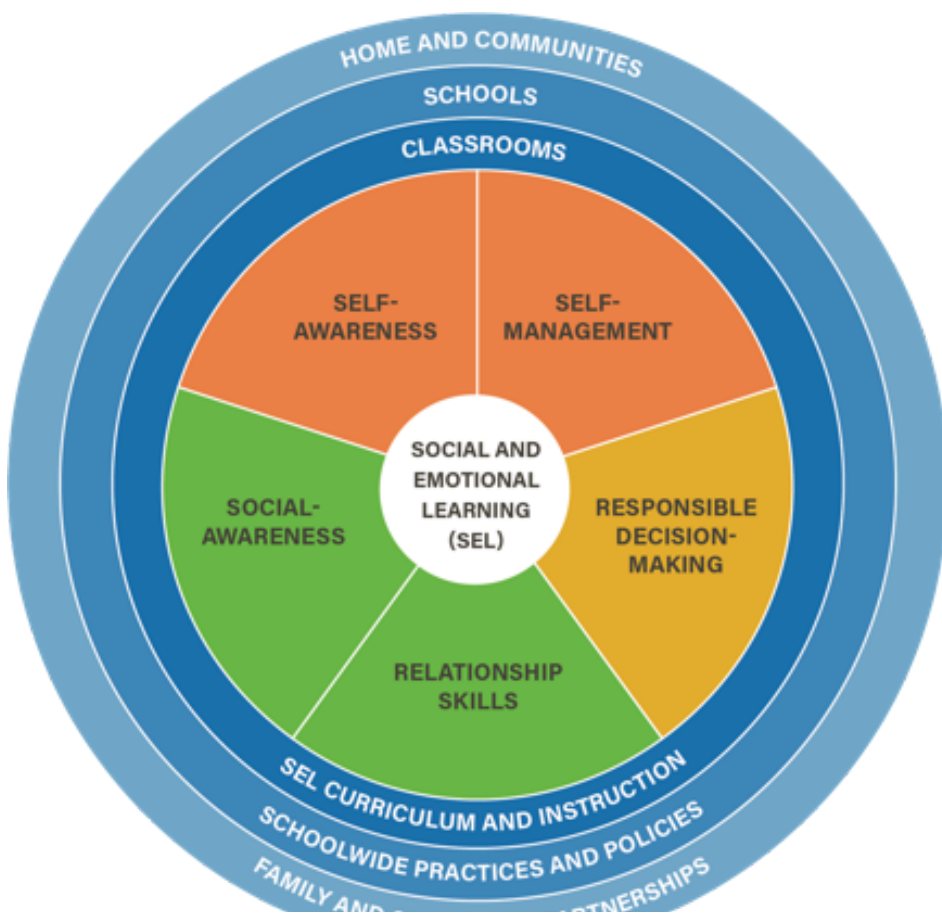 HOME AND COMMUNITIES
SCHOOLS
CLASSROOMS
SELF-
AWARENESS
SELF-
MANAGEMENT
SOCIAL AND
EMOTIONAL
LEARNING
(SEL)
SOCIAL-
AWARENESS
RESPONSIBLE
DECISION-
MAKING
RELATIONSHIP
SKILLS
SEL CURRICULUM AND INSTRUCTION
SCHOOLWIDE PRACTICES AND POLICIES
FAMILY AND